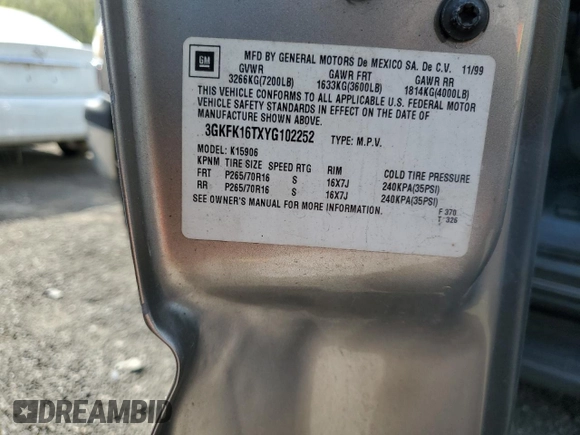 GM
MFD BY GENERAL MOTORS De MEXICO SA. De C.V. 11/99
GVWR GAWR FRT GAWR RR
3266KG(7200LB) 1633KG(3600LB) 1814KG(4000LB)
THIS VEHICLE CONFORMS TO ALL APPLICABLE U.S. FEDERAL MOTOR
VEHICLE SAFETY STANDARDS IN EFFECT ON THE DATE OF
MANUFACTURE SHOWN ABOVE.
3GKFK16TXYG102252 TYPE: M.P.V.
MODEL: K15906
KPNM TIRE SIZE SPEED RTG RIM COLD TIRE PRESSURE
FRT P265/70R16 S 16X7J 240KPA(35PSI)
RR P265/70R16 S 16X7J 240KPA(35PSI)
SEE OWNER'S MANUAL FOR MORE INFORMATION.
F 370
T 326
DREAMBID